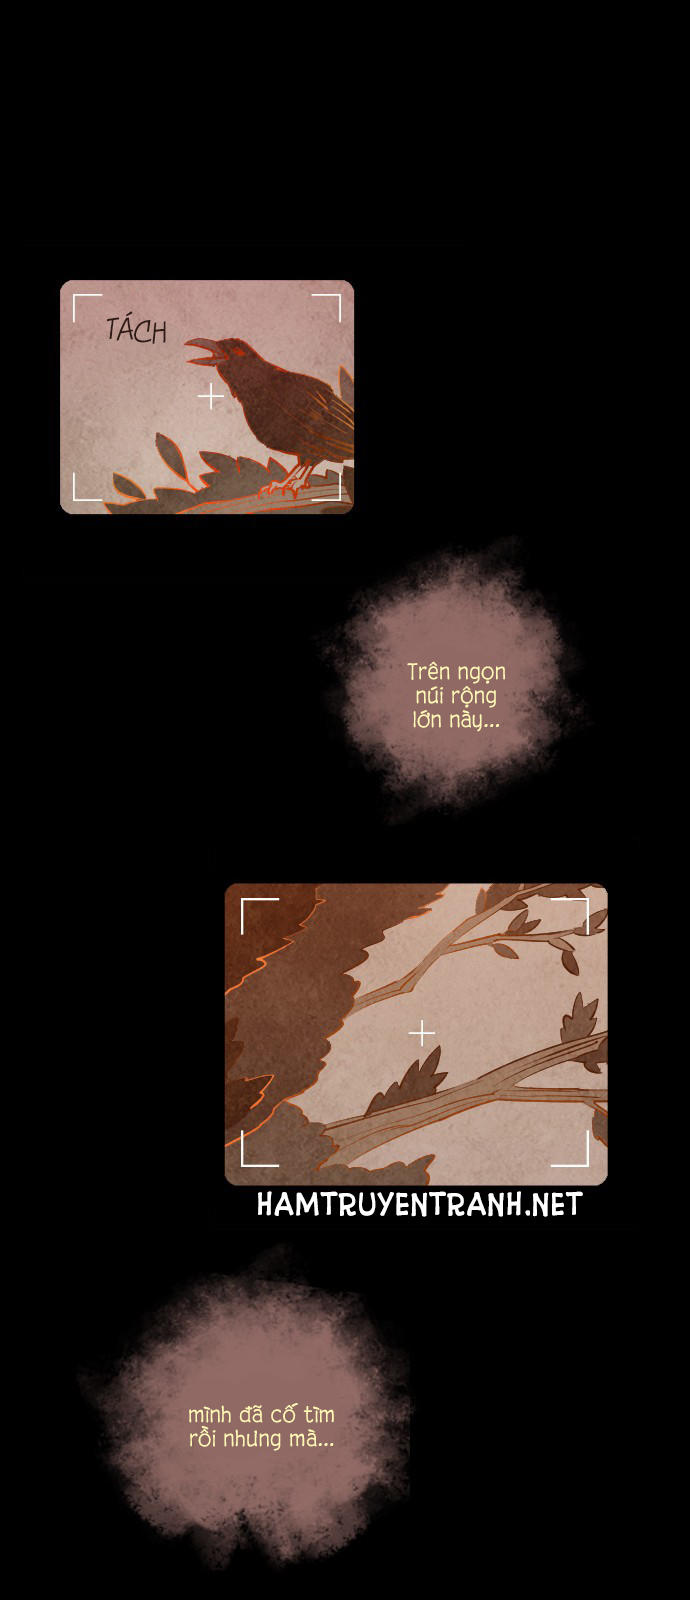 TÁCH
Trên ngọn
núi rộng
lớn này...
HAMTRUYENTRANH.NET
mình đã cố tìm
rồi nhưng mà...